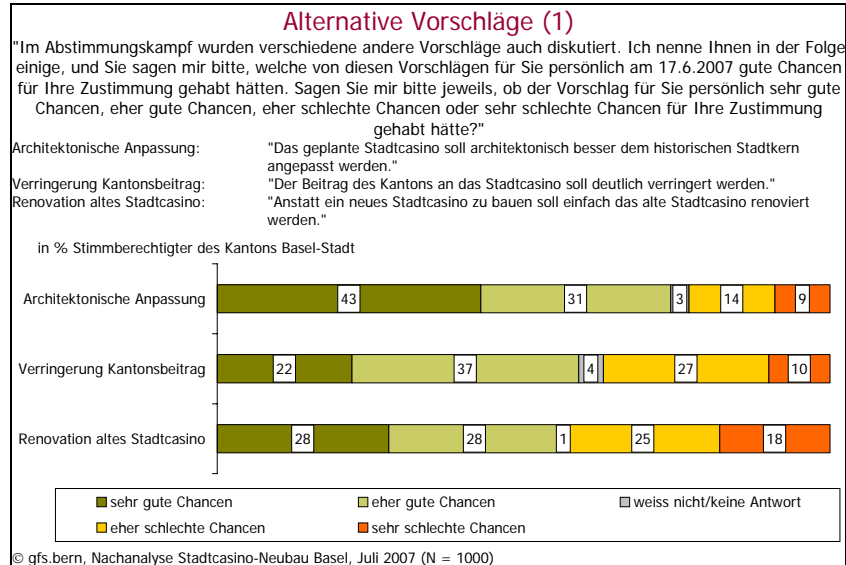 Alternative Vorschläge (1)
"Im Abstimmungskampf wurden verschiedene andere Vorschläge auch diskutiert. Ich nenne Ihnen in der Folge
einige, und Sie sagen mir bitte, welche von diesen Vorschlägen für Sie persönlich am 17.6.2007 gute Chancen
für Ihre Zustimmung gehabt hätten. Sagen Sie mir bitte jeweils, ob der Vorschlag für Sie persönlich sehr gute
Chancen, eher gute Chancen, eher schlechte Chancen oder sehr schlechte Chancen für Ihre Zustimmung
gehabt hätte?"
Architektonische Anpassung: "Das geplante Stadtcasino soll architektonisch besser dem historischen Stadtkern
angepasst werden."
Verringerung Kantonsbeitrag: "Der Beitrag des Kantons an das Stadtcasino soll deutlich verringert werden."
Renovation altes Stadtcasino: "Anstatt ein neues Stadtcasino zu bauen soll einfach das alte Stadtcasino renoviert
werden."
in % Stimmberechtigter des Kantons Basel-Stadt
Architektonische Anpassung 43 31 3 14 9
Verringerung Kantonsbeitrag 22 37 4 27 10
Renovation altes Stadtcasino 28 28 1 25 18
sehr gute Chancen eher gute Chancen weiss nicht/keine Antwort
eher schlechte Chancen sehr schlechte Chancen
© gfs.bern, Nachanalyse Stadtcasino-Neubau Basel, Juli 2007 (N = 1000)